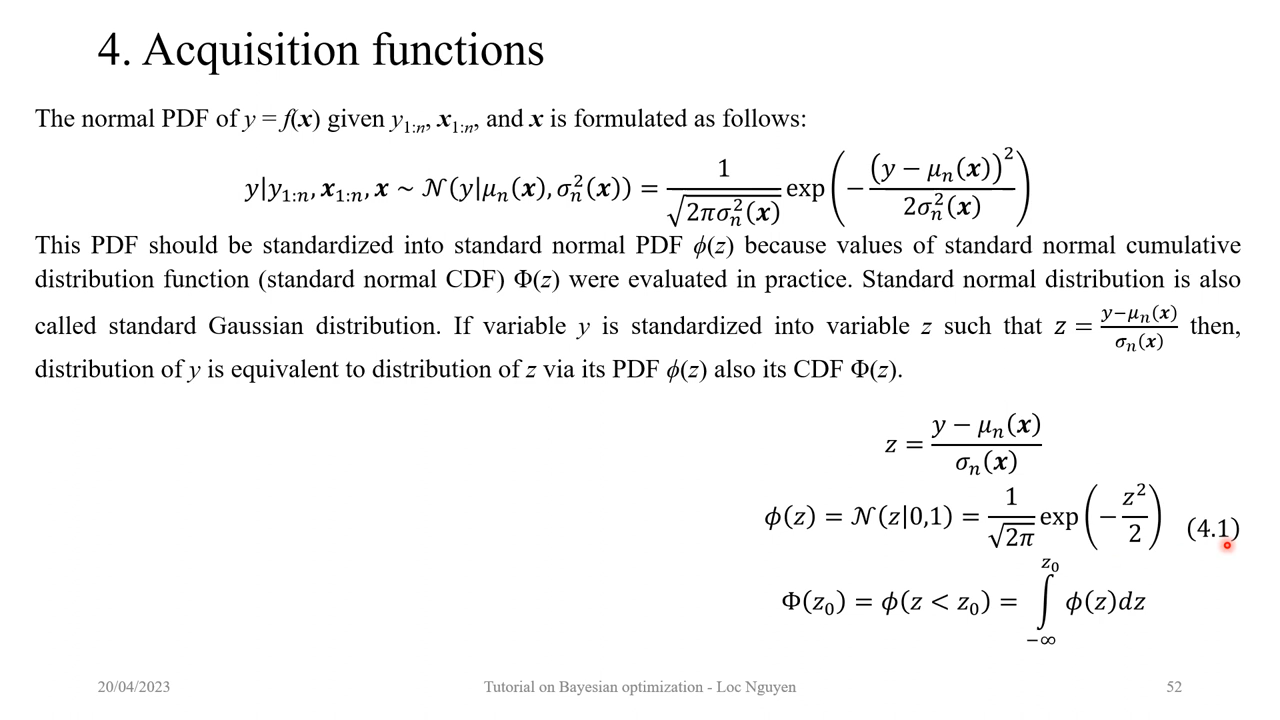 4. Acquisition functions
The normal PDF of y = f(x) given y₁:ₙ, x₁:ₙ, and x is formulated as follows:
y|y₁:ₙ, x₁:ₙ, x ~ 𝒩(y|μₙ(x), σₙ²(x)) = 1/√(2πσₙ²(x)) exp(−(y − μₙ(x))²/(2σₙ²(x)))
This PDF should be standardized into standard normal PDF ϕ(z) because values of standard normal cumulative
distribution function (standard normal CDF) Φ(z) were evaluated in practice. Standard normal distribution is also
called standard Gaussian distribution. If variable y is standardized into variable z such that z = (y−μₙ(x))/σₙ(x) then,
distribution of y is equivalent to distribution of z via its PDF ϕ(z) also its CDF Φ(z).
z = (y − μₙ(x))/σₙ(x)
ϕ(z) = 𝒩(z|0,1) = 1/√(2π) exp(−z²/2) (4.1)
Φ(z₀) = ϕ(z < z₀) = ∫_{−∞}^{z₀} ϕ(z)dz
20/04/2023 Tutorial on Bayesian optimization - Loc Nguyen 52